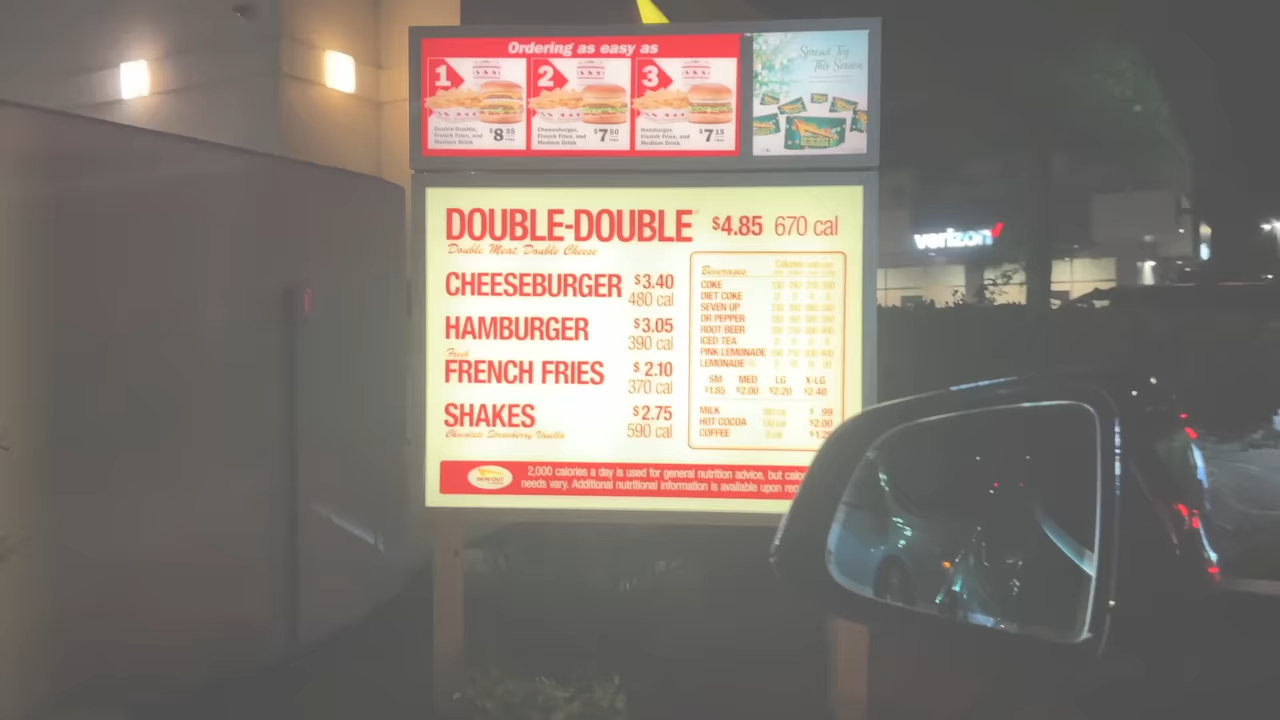 Ordering as easy as
1 2 3
Double-Double, French Fries, and Medium Drink $8.95
Cheeseburger, French Fries, and Medium Drink $7.50
Hamburger, French Fries, and Medium Drink $7.15
Spread Joy
This Season
DOUBLE-DOUBLE $4.85 670 cal
Double Meat Double Cheese
CHEESEBURGER $3.40
480 cal
HAMBURGER $3.05
390 cal
Fresh
FRENCH FRIES $2.10
370 cal
SHAKES $2.75
590 cal
Chocolate Strawberry Vanilla
Beverages
COKE
DIET COKE
SEVEN UP
DR PEPPER
ROOT BEER
ICED TEA
PINK LEMONADE
LEMONADE
SM MED LG X-LG
$1.85 $2.00 $2.20 $2.40
MILK $ .99
HOT COCOA $2.00
COFFEE
IN-N-OUT
2,000 calories a day is used for general nutrition advice, but
needs vary. Additional nutritional information is available upon
verizon